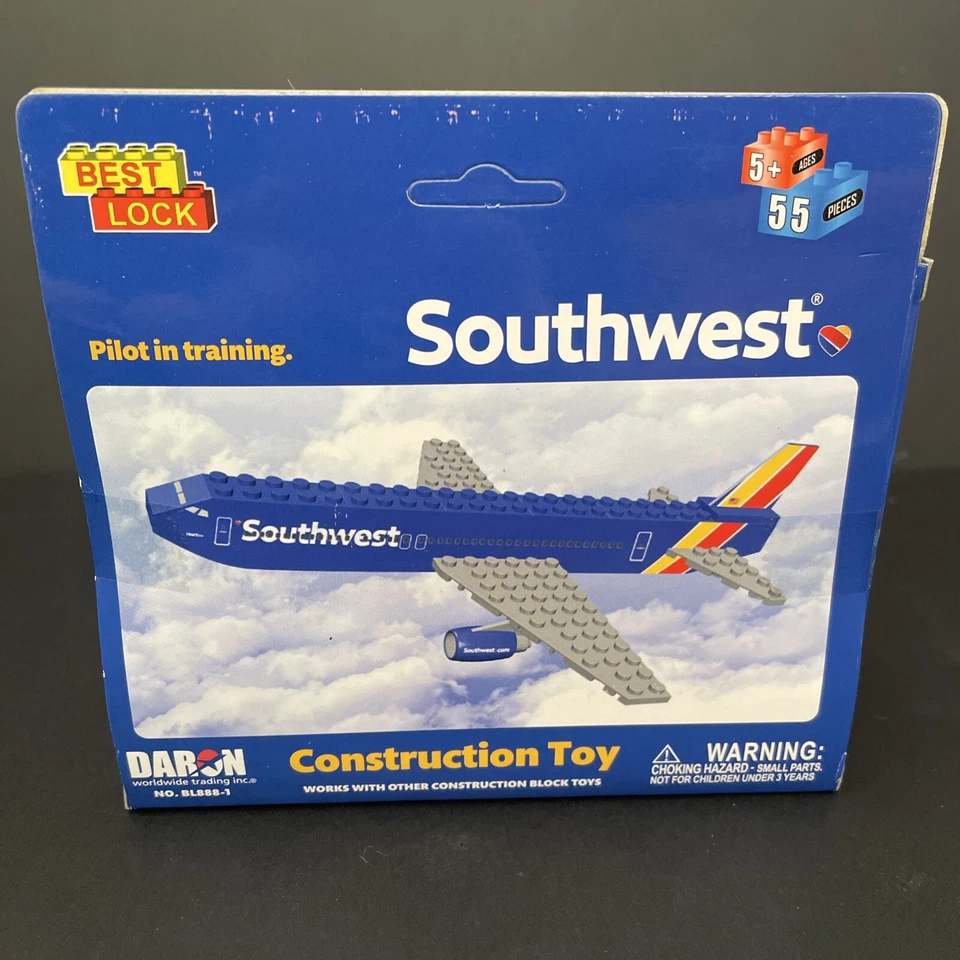 BEST
LOCK
™
5+ AGES
55 PIECES
Pilot in training.
Southwest®
Southwest
Southwest.com
DARON
worldwide trading inc.®
NO. BL888-1
Construction Toy
WORKS WITH OTHER CONSTRUCTION BLOCK TOYS
WARNING:
CHOKING HAZARD - SMALL PARTS.
NOT FOR CHILDREN UNDER 3 YEARS